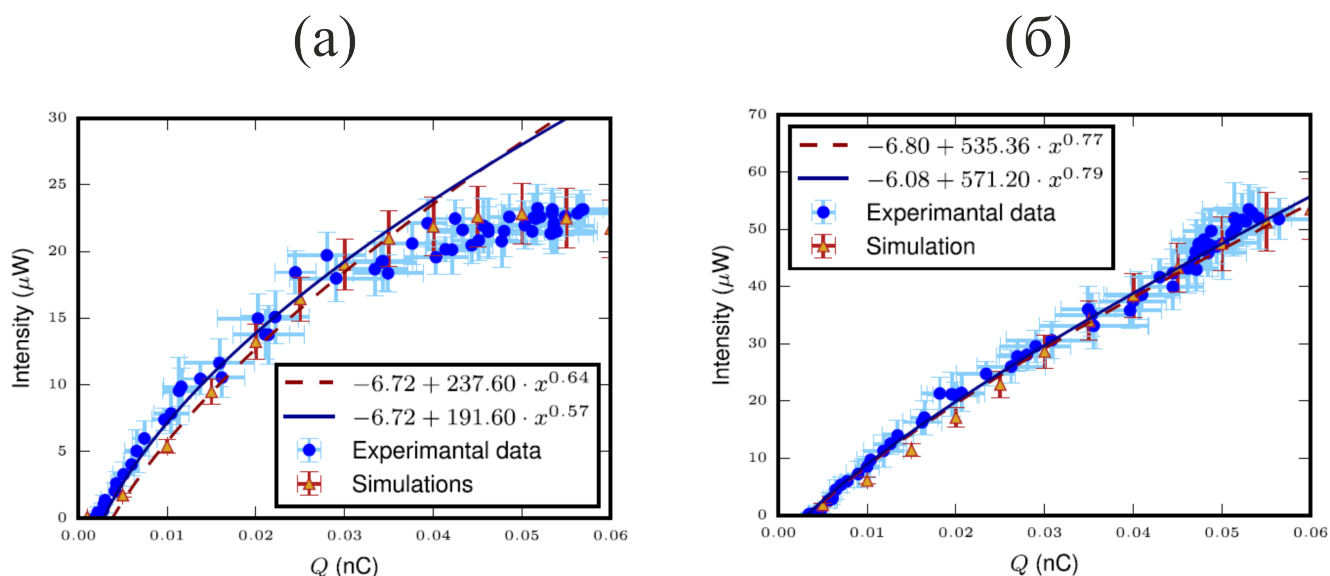 (а)
30
25
20
15
10
5
0
Intensity (μW)
−6.72 + 237.60 · x^0.64
−6.72 + 191.60 · x^0.57
Experimantal data
Simulations
0.00 0.01 0.02 0.03 0.04 0.05 0.06
Q (nC)
(б)
70
60
50
40
30
20
10
0
Intensity (μW)
−6.80 + 535.36 · x^0.77
−6.08 + 571.20 · x^0.79
Experimantal data
Simulation
0.00 0.01 0.02 0.03 0.04 0.05 0.06
Q (nC)